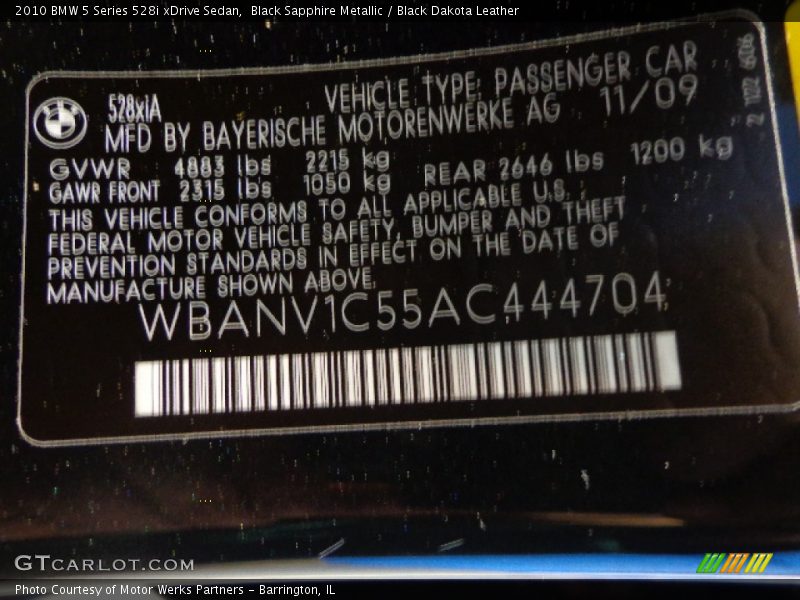 2010 BMW 5 Series 528i xDrive Sedan,  Black Sapphire Metallic / Black Dakota Leather
528xiA VEHICLE TYPE: PASSENGER CAR
MFD BY BAYERISCHE MOTORENWERKE AG 11/09
GVWR 4883 lbs 2215 kg
GAWR FRONT 2315 lbs 1050 kg REAR 2646 lbs 1200 kg
THIS VEHICLE CONFORMS TO ALL APPLICABLE U.S.
FEDERAL MOTOR VEHICLE SAFETY, BUMPER AND THEFT
PREVENTION STANDARDS IN EFFECT ON THE DATE OF
MANUFACTURE SHOWN ABOVE.
WBANV1C55AC444704
GTCARLOT.COM
Photo Courtesy of Motor Werks Partners - Barrington, IL